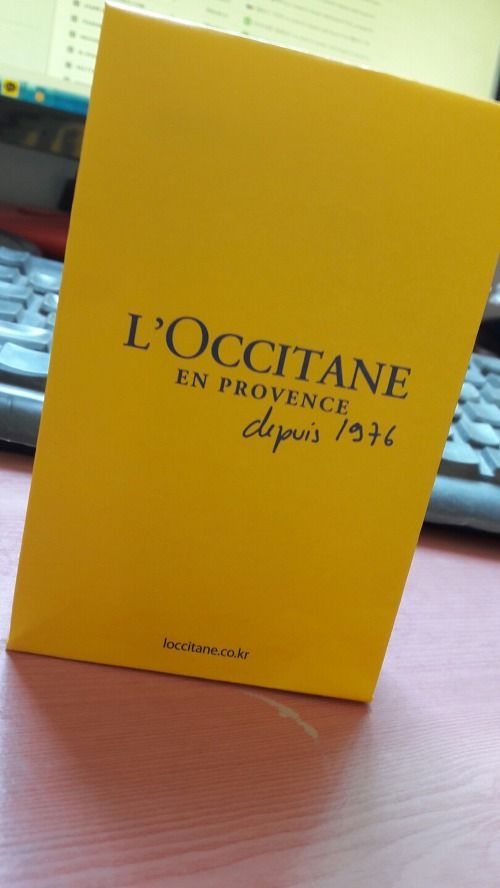 L'OCCITANE
EN PROVENCE
depuis 1976
loccitane.co.kr